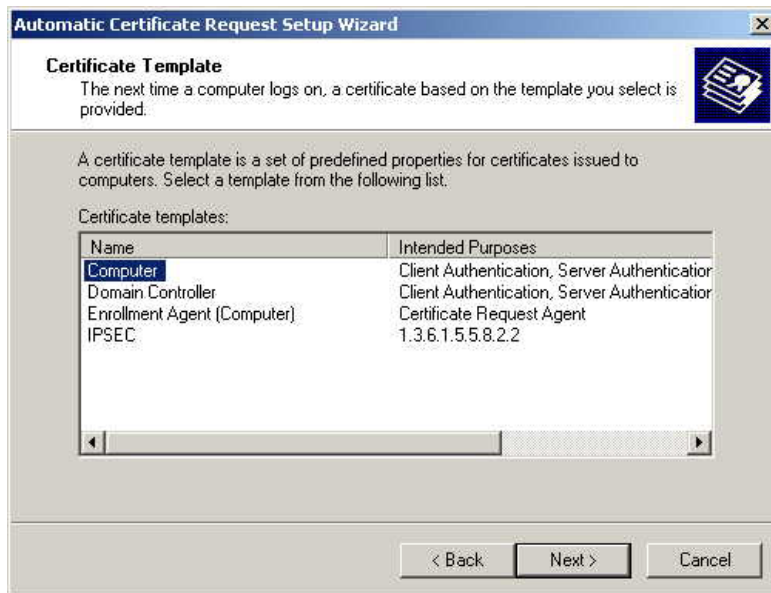 Automatic Certificate Request Setup Wizard
Certificate Template
The next time a computer logs on, a certificate based on the template you select is
provided.
A certificate template is a set of predefined properties for certificates issued to
computers. Select a template from the following list.
Certificate templates:
Name Intended Purposes
Computer Client Authentication, Server Authentication
Domain Controller Client Authentication, Server Authentication
Enrollment Agent (Computer) Certificate Request Agent
IPSEC 1.3.6.1.5.5.8.2.2
< Back Next > Cancel